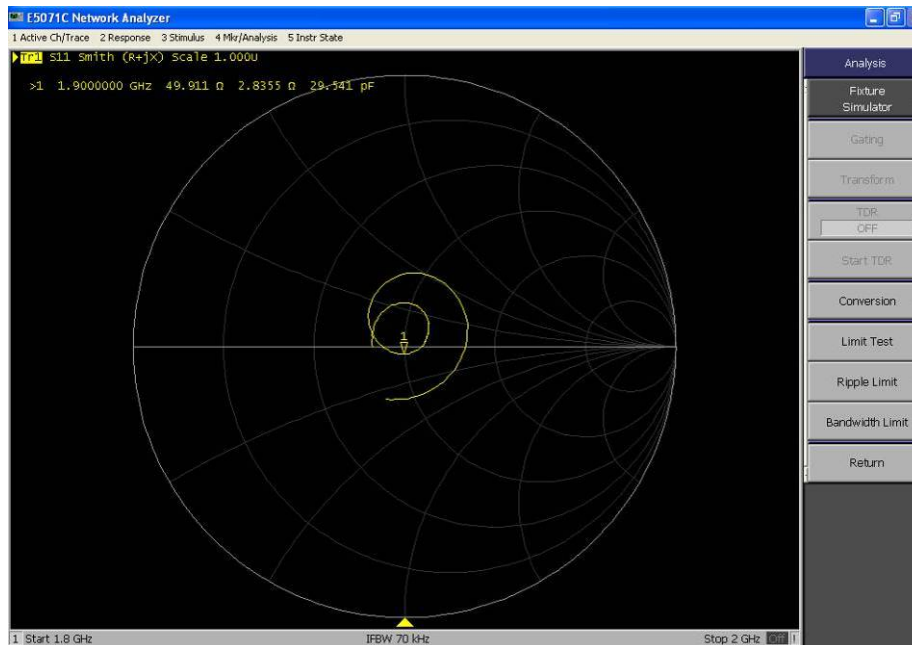 E5071C Network Analyzer
1 Active Ch/Trace 2 Response 3 Stimulus 4 Mkr/Analysis 5 Instr State
Tr1 S11 Smith (R+jX) Scale 1.000U
>1 1.9000000 GHz 49.911 Ω 2.8355 Ω 29.541 pF
1
Analysis
Fixture
Simulator
Gating
Transform
TDR
OFF
Start TDR
Conversion
Limit Test
Ripple Limit
Bandwidth Limit
Return
1 Start 1.8 GHz IFBW 70 kHz Stop 2 GHz Off !